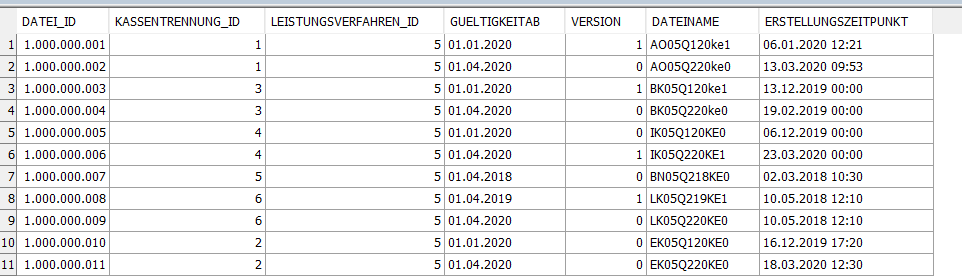 DATEI_ID KASSENTRENNUNG_ID LEISTUNGSVERFAHREN_ID GUELTIGKEITAB VERSION DATEINAME ERSTELLUNGSZEITPUNKT
1 1.000.000.001 1 5 01.01.2020 1 AO05Q120ke1 06.01.2020 12:21
2 1.000.000.002 1 5 01.04.2020 0 AO05Q220ke0 13.03.2020 09:53
3 1.000.000.003 3 5 01.01.2020 1 BK05Q120ke1 13.12.2019 00:00
4 1.000.000.004 3 5 01.04.2020 0 BK05Q220ke0 19.02.2019 00:00
5 1.000.000.005 4 5 01.01.2020 0 IK05Q120KE0 06.12.2019 00:00
6 1.000.000.006 4 5 01.04.2020 1 IK05Q220KE1 23.03.2020 00:00
7 1.000.000.007 5 5 01.04.2018 0 BN05Q218KE0 02.03.2018 10:30
8 1.000.000.008 6 5 01.04.2019 1 LK05Q219KE1 10.05.2018 12:10
9 1.000.000.009 6 5 01.04.2020 0 LK05Q220KE0 10.05.2018 12:10
10 1.000.000.010 2 5 01.01.2020 0 EK05Q120KE0 16.12.2019 17:20
11 1.000.000.011 2 5 01.04.2020 0 EK05Q220KE0 18.03.2020 12:30